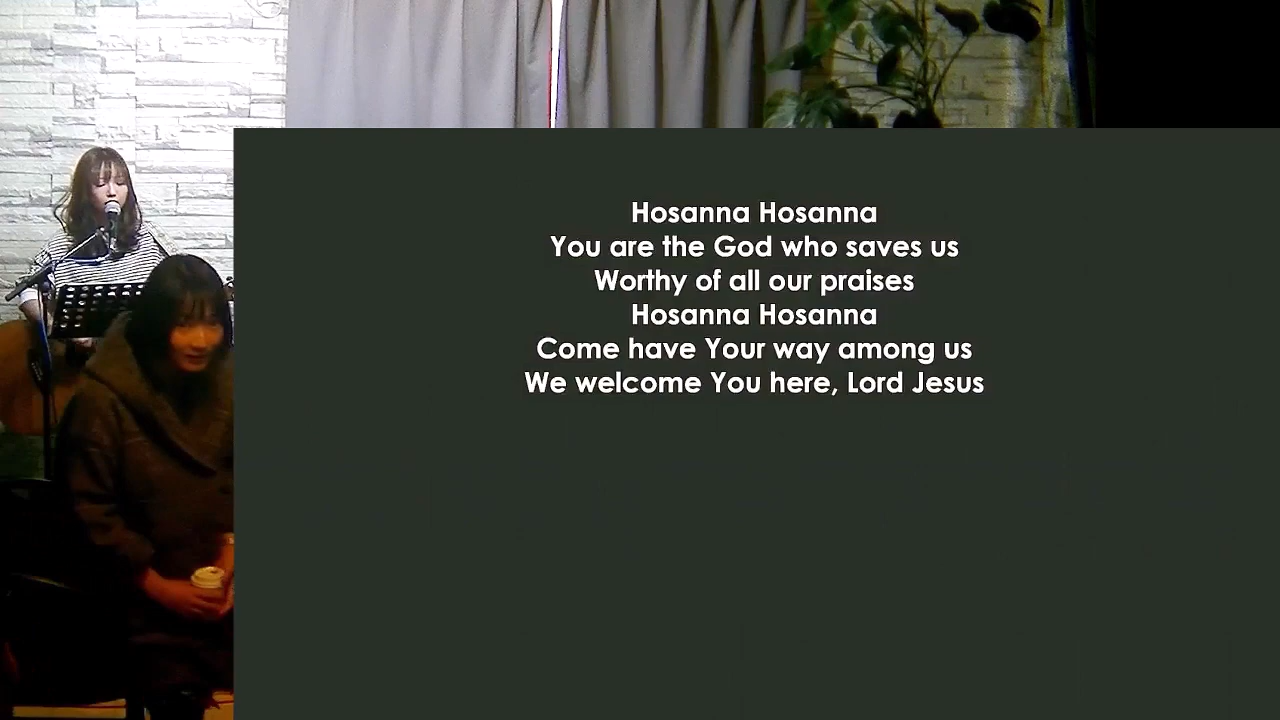 Hosanna Hosanna
You are the God who saves us
Worthy of all our praises
Hosanna Hosanna
Come have Your way among us
We welcome You here, Lord Jesus